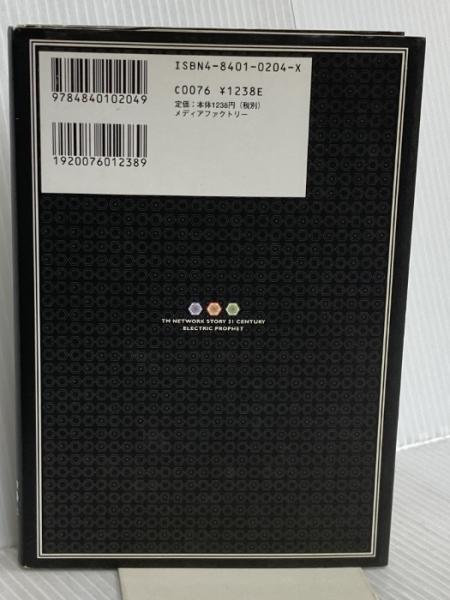 ISBN4-8401-0204-X
9784840102049
C0076 ¥1238E
定価：本体1238円（税別）
メディアファクトリー
1920076012389
TM NETWORK STORY 31 CENTURY
ELECTRIC PROPHET